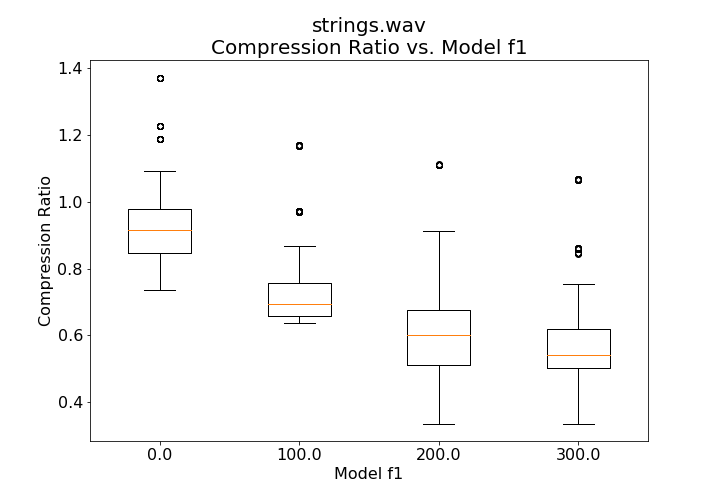 strings.wav
Compression Ratio vs. Model f1
Compression Ratio
1.4
1.2
1.0
0.8
0.6
0.4
0.0 100.0 200.0 300.0
Model f1